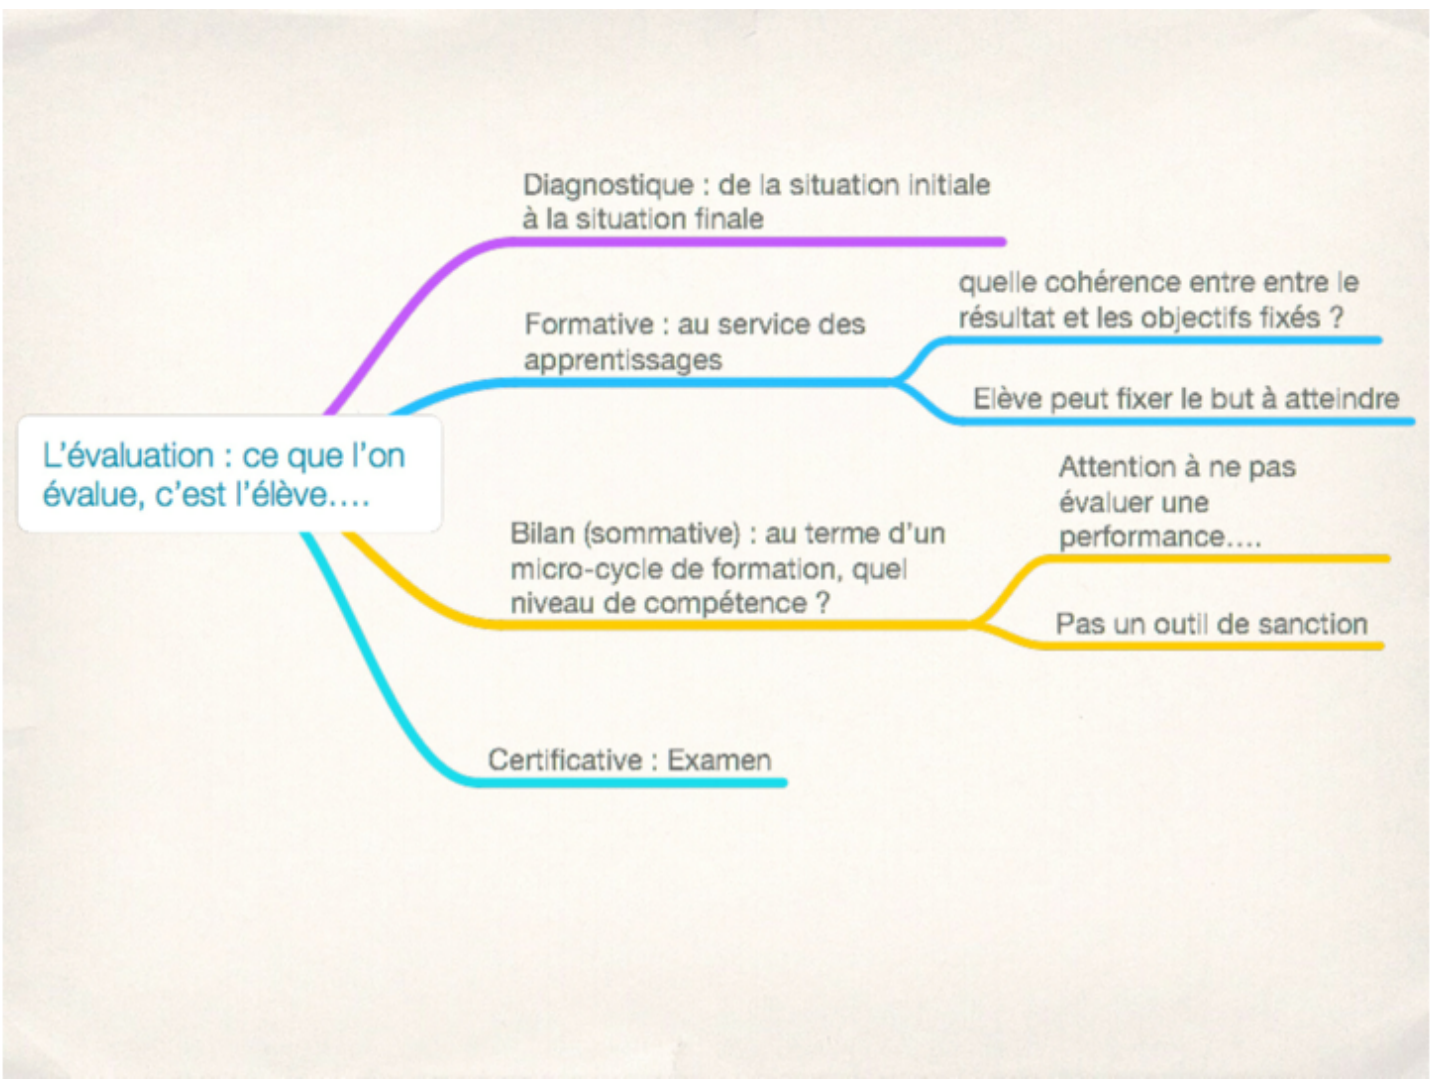 Diagnostique : de la situation initiale
à la situation finale
quelle cohérence entre entre le
résultat et les objectifs fixés ?
Formative : au service des
apprentissages
Elève peut fixer le but à atteindre
L'évaluation : ce que l'on
évalue, c'est l'élève....
Attention à ne pas
évaluer une
performance....
Bilan (sommative) : au terme d'un
micro-cycle de formation, quel
niveau de compétence ?
Pas un outil de sanction
Certificative : Examen